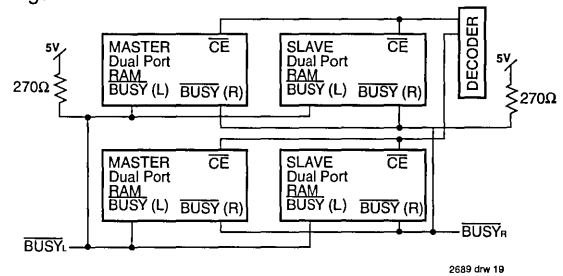 5V
270Ω
MASTER
Dual Port
RAM
CE
BUSY (L)
BUSY (R)
SLAVE
Dual Port
RAM
CE
BUSY (L)
BUSY (R)
DECODER
5V
270Ω
MASTER
Dual Port
RAM
CE
BUSY (L)
BUSY (R)
SLAVE
Dual Port
RAM
CE
BUSY (L)
BUSY (R)
BUSYL
BUSYR
2689 drw 19